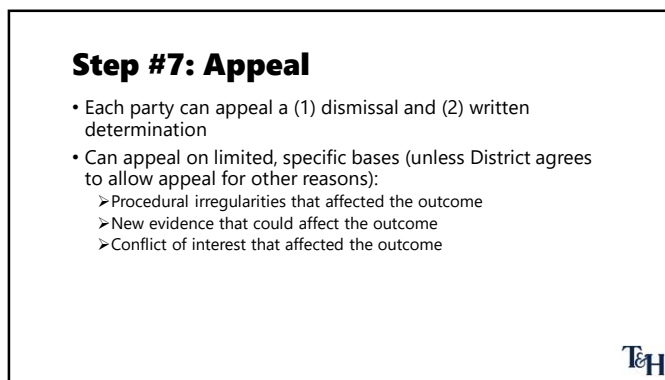 Step #7: Appeal
• Each party can appeal a (1) dismissal and (2) written
determination
• Can appeal on limited, specific bases (unless District agrees
to allow appeal for other reasons):
➢Procedural irregularities that affected the outcome
➢New evidence that could affect the outcome
➢Conflict of interest that affected the outcome
T&H